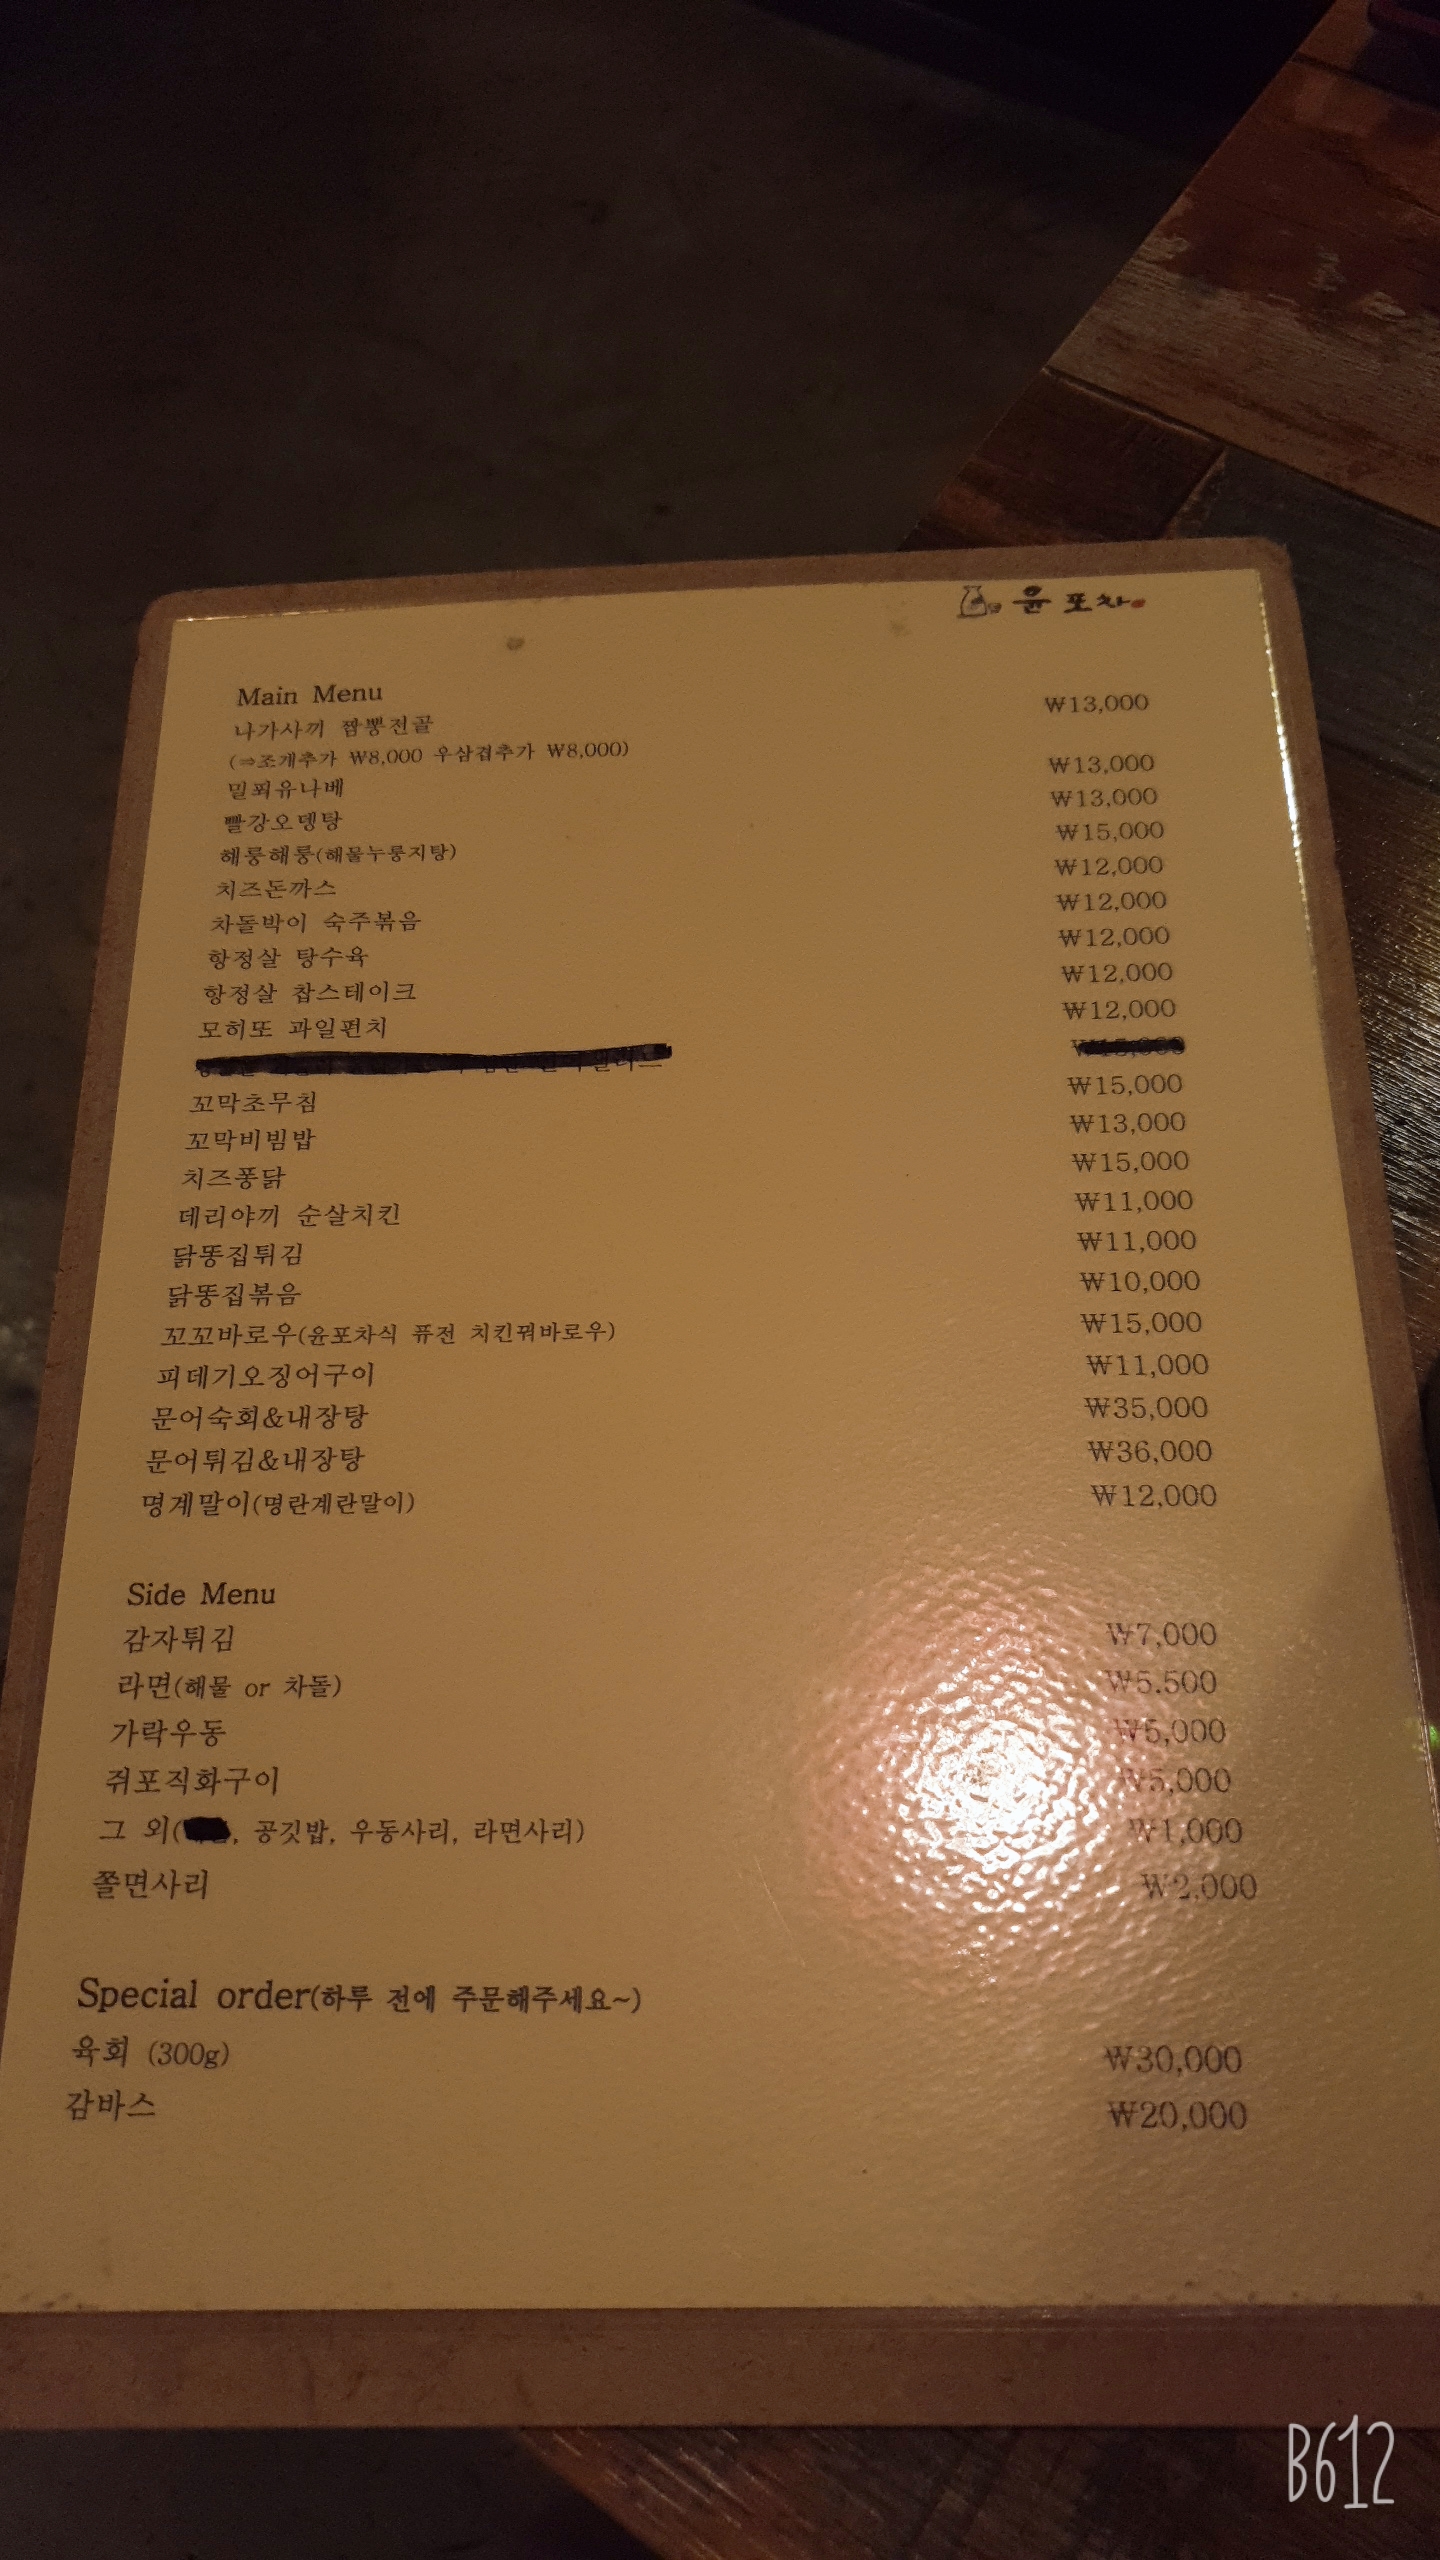 윤포차
Main Menu
나가사끼 짬뽕전골 ₩13,000
(⇒조개추가 ₩8,000 우삼겹추가 ₩8,000)
밀푀유나베 ₩13,000
빨강오뎅탕 ₩13,000
해롱해롱(해물누룽지탕) ₩15,000
치즈돈까스 ₩12,000
차돌박이 숙주볶음 ₩12,000
항정살 탕수육 ₩12,000
항정살 찹스테이크 ₩12,000
모히또 과일펀치 ₩12,000
꼬막초무침 ₩15,000
꼬막비빔밥 ₩13,000
치즈퐁닭 ₩15,000
데리야끼 순살치킨 ₩11,000
닭똥집튀김 ₩11,000
닭똥집볶음 ₩10,000
꼬꼬바로우(윤포차식 퓨전 치킨꿔바로우) ₩15,000
피데기오징어구이 ₩11,000
문어숙회&내장탕 ₩35,000
문어튀김&내장탕 ₩36,000
명계말이(명란계란말이) ₩12,000
Side Menu
감자튀김 ₩7,000
라면(해물 or 차돌) ₩5.500
가락우동 ₩5,000
쥐포직화구이 ₩5,000
그 외( , 공깃밥, 우동사리, 라면사리) ₩1,000
쫄면사리 ₩2,000
Special order(하루 전에 주문해주세요~)
육회 (300g) ₩30,000
감바스 ₩20,000
B612